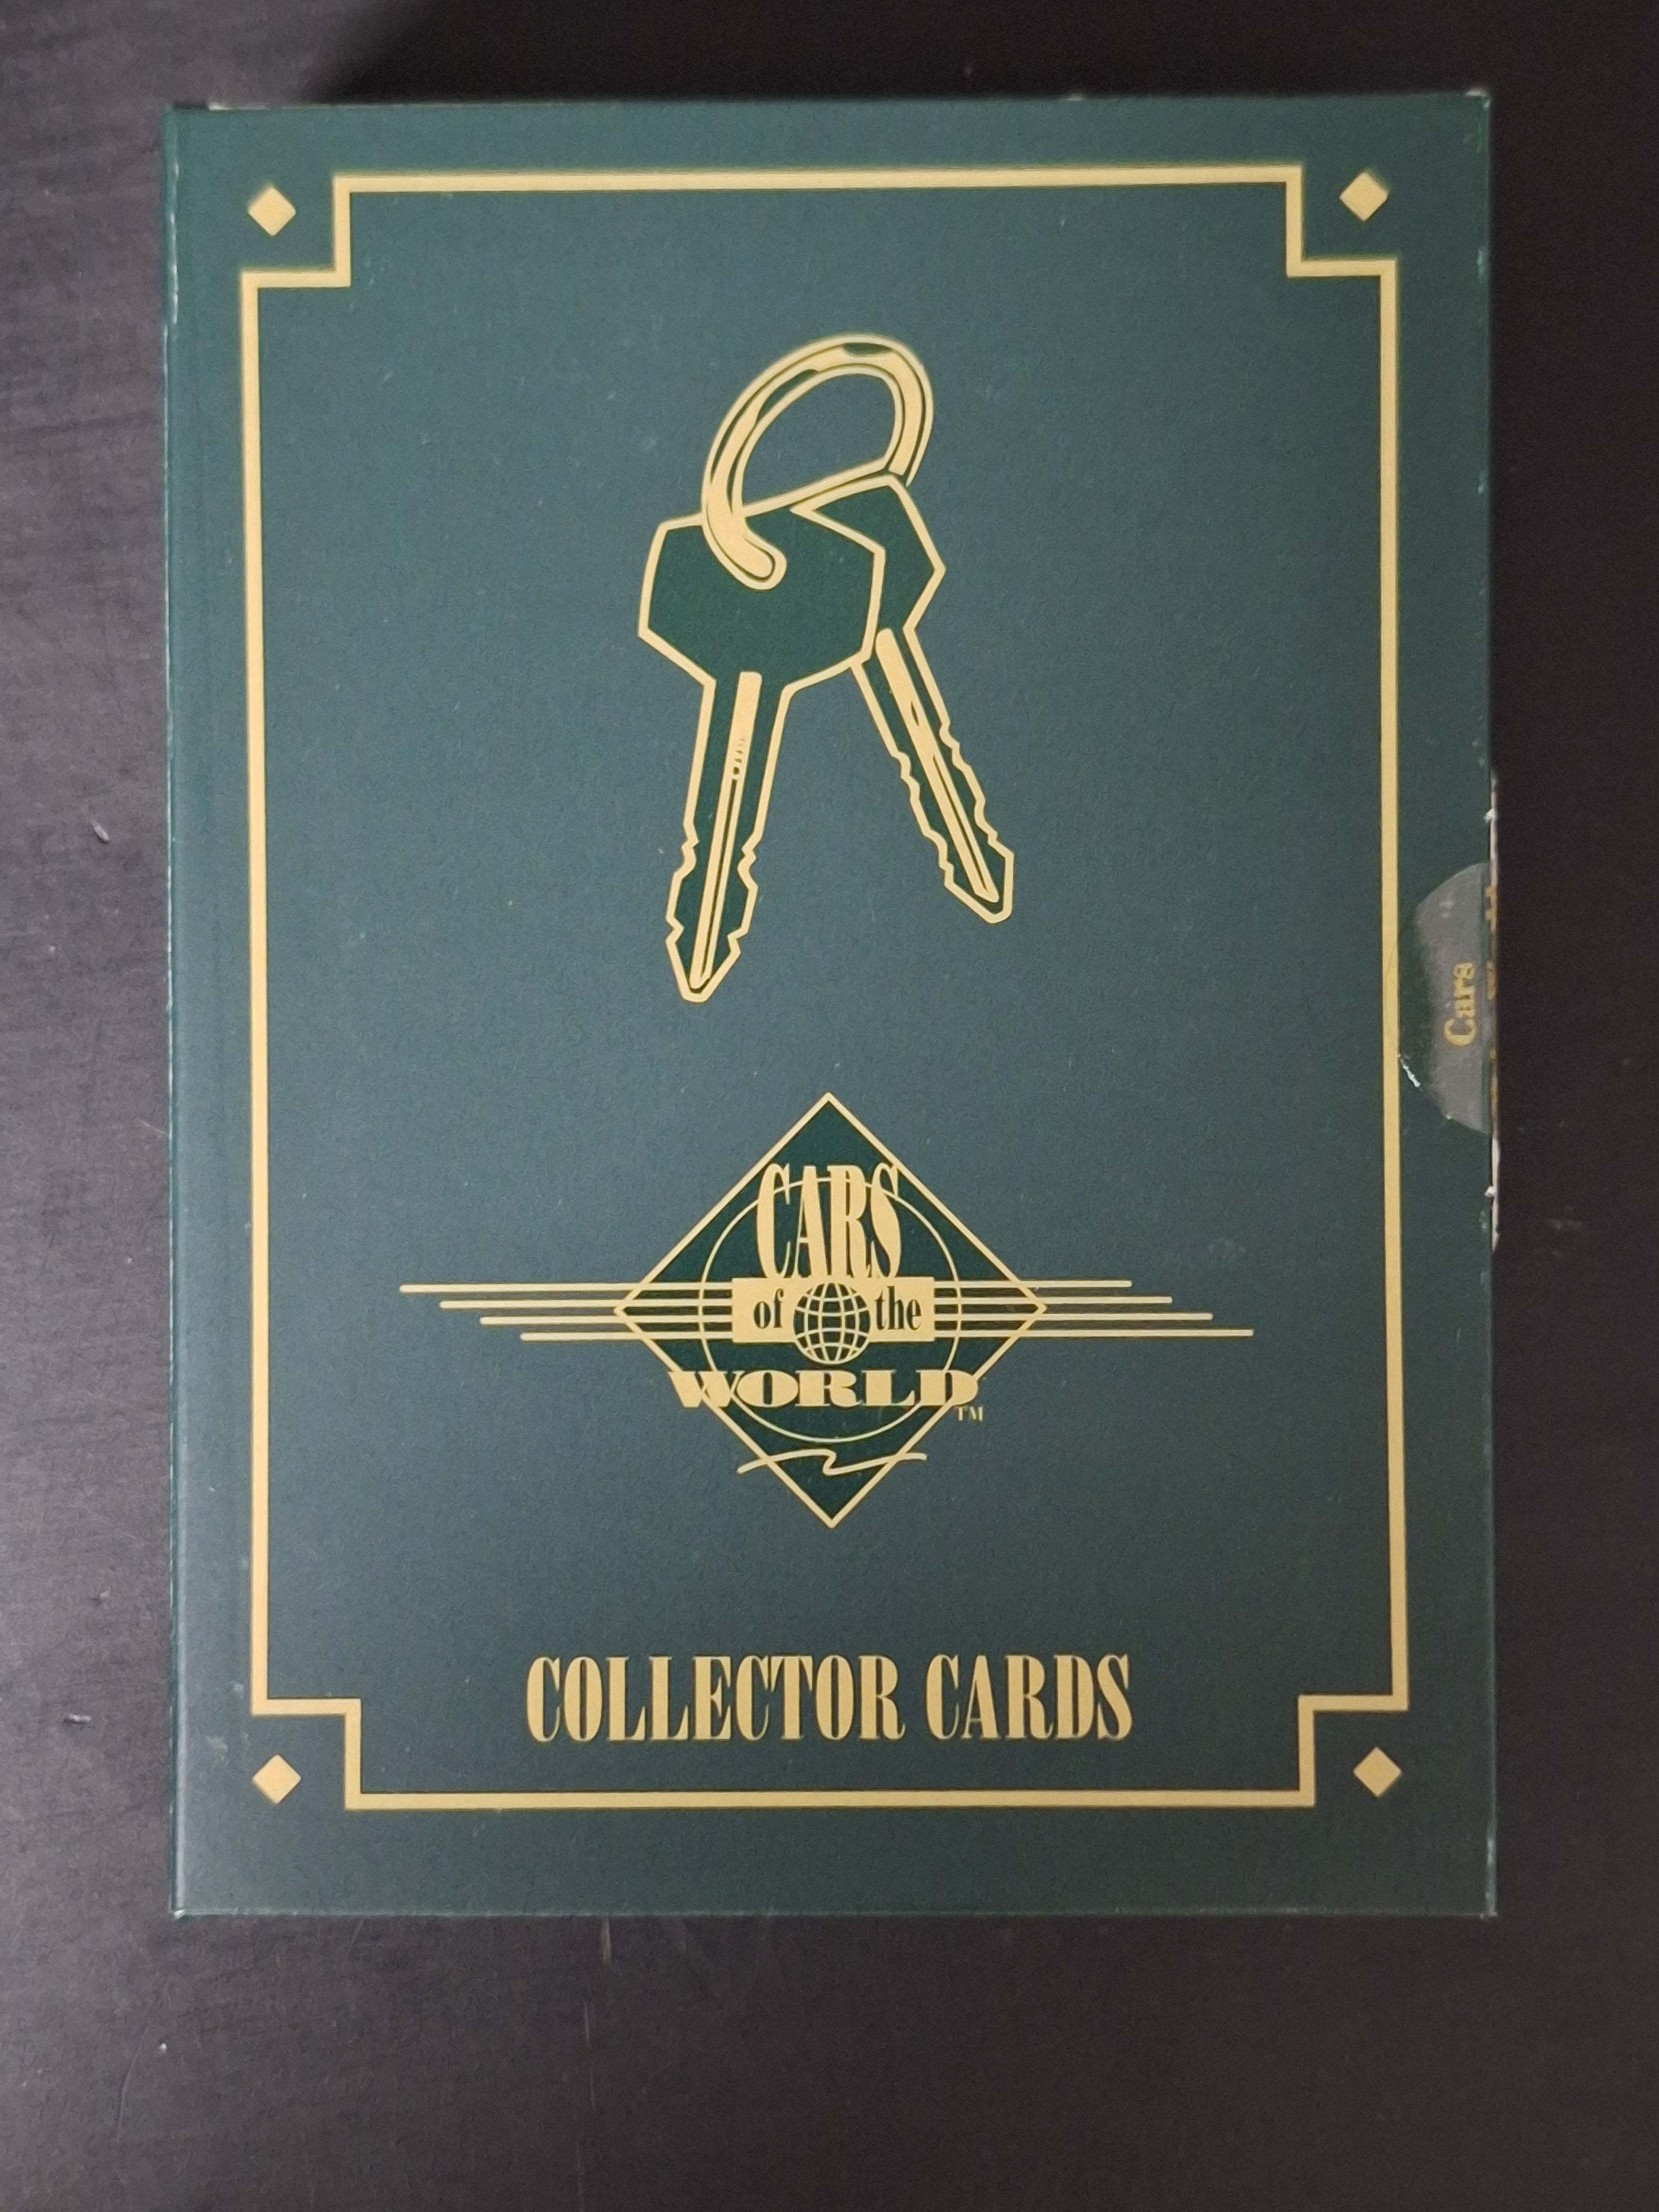 CARS
of the
WORLD
TM
COLLECTOR CARDS
Cars